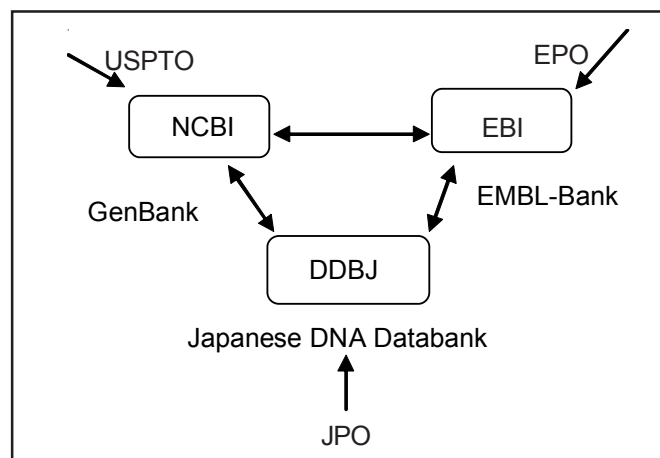 USPTO
EPO
NCBI
EBI
GenBank
EMBL-Bank
DDBJ
Japanese DNA Databank
JPO